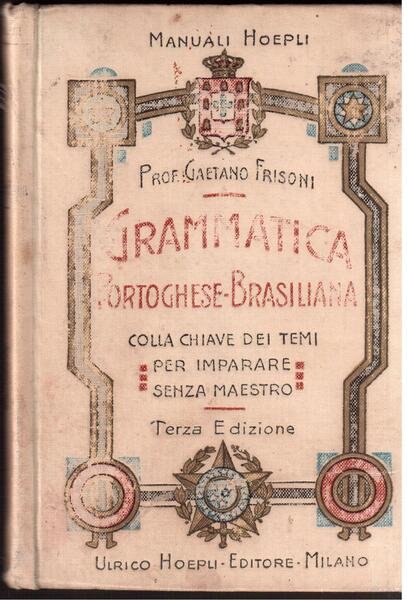 MANUALI HOEPLI
PROF. GAETANO FRISONI
GRAMMATICA
PORTOGHESE-BRASILIANA
COLLA CHIAVE DEI TEMI
PER IMPARARE
SENZA MAESTRO
Terza Edizione
ULRICO HOEPLI-EDITORE-MILANO